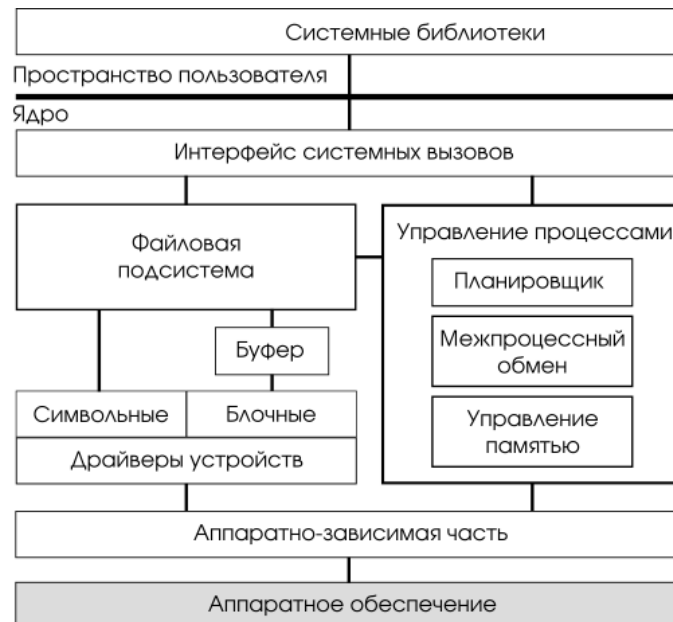 Системные библиотеки
Пространство пользователя
Ядро
Интерфейс системных вызовов
Файловая
подсистема
Буфер
Символьные
Блочные
Драйверы устройств
Управление процессами
Планировщик
Межпроцессный
обмен
Управление
памятью
Аппаратно-зависимая часть
Аппаратное обеспечение